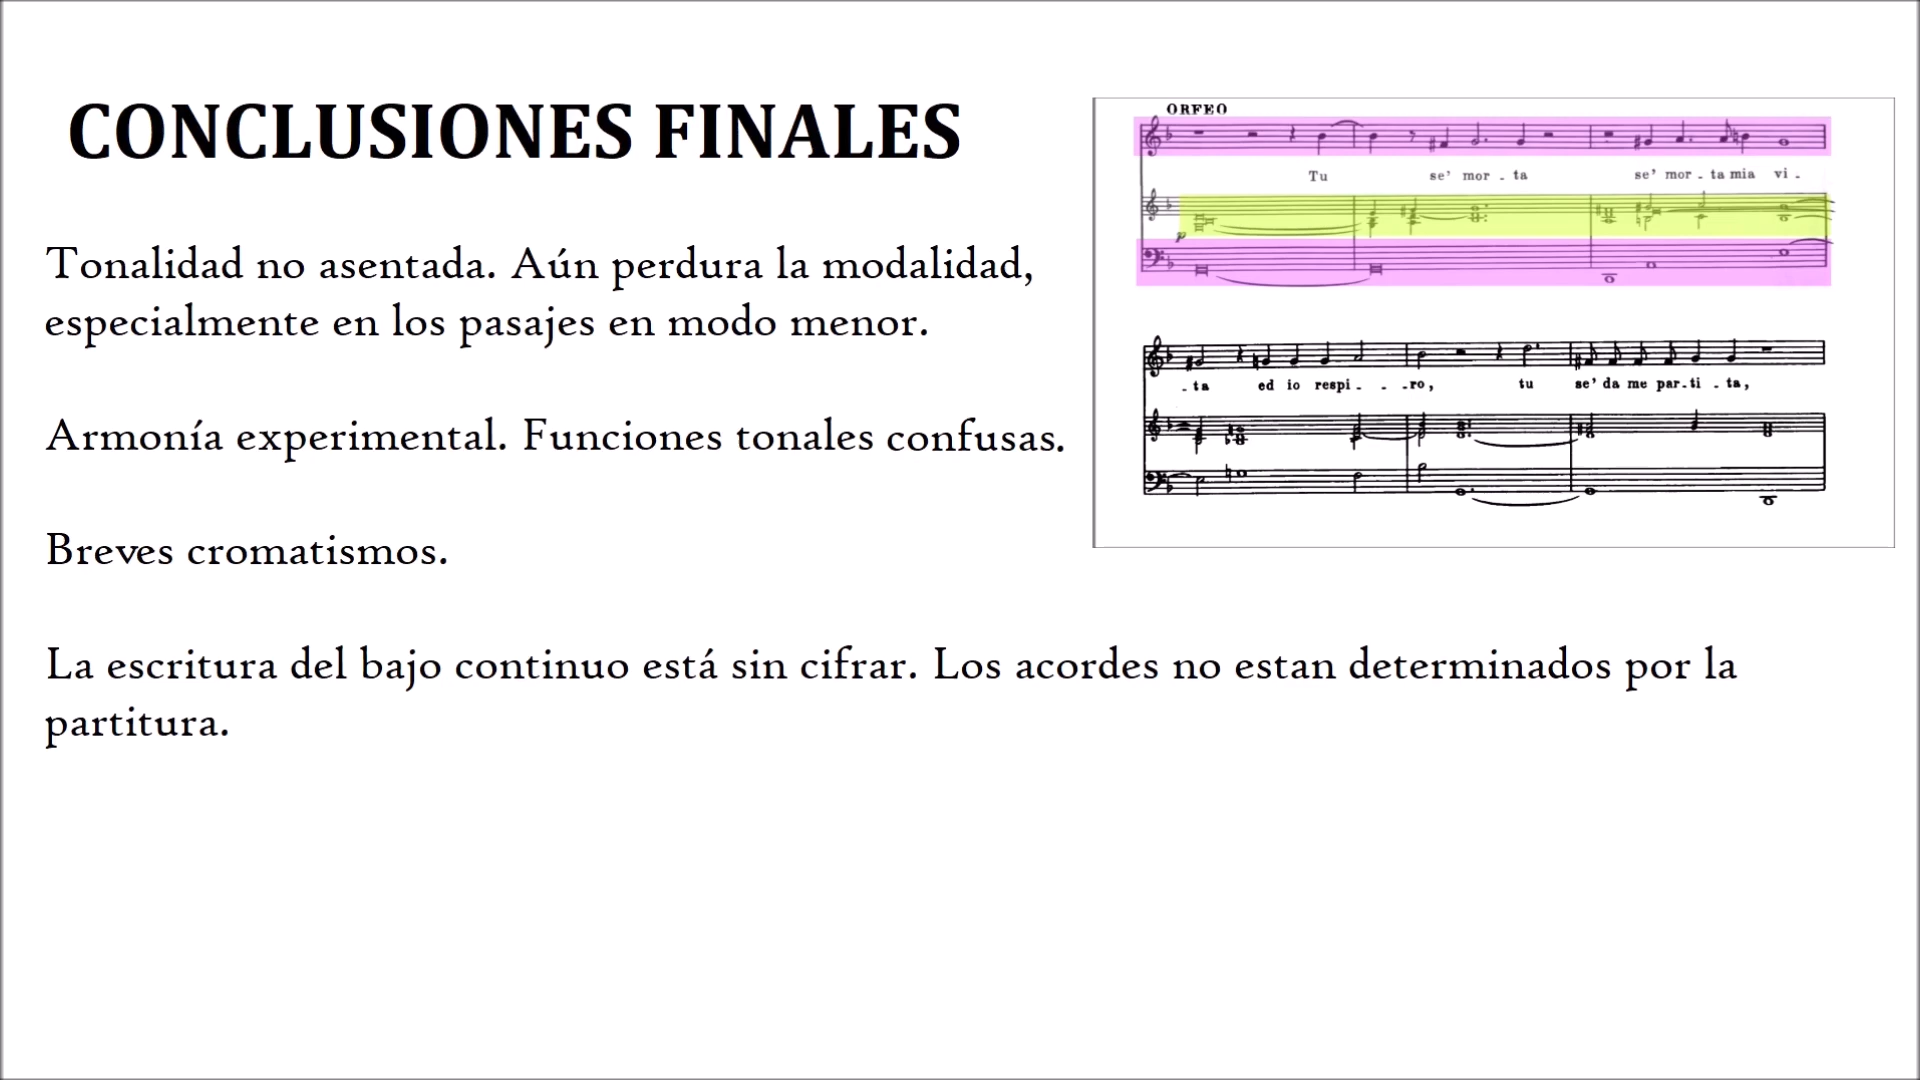 CONCLUSIONES FINALES
Tonalidad no asentada. Aún perdura la modalidad,
especialmente en los pasajes en modo menor.
Armonía experimental. Funciones tonales confusas.
Breves cromatismos.
La escritura del bajo continuo está sin cifrar. Los acordes no estan determinados por la
partitura.
ORFEO
Tu se' mor - ta se' mor - ta mia vi -
p
- ta ed io respi - - -ro, tu se' da me par-ti - ta,